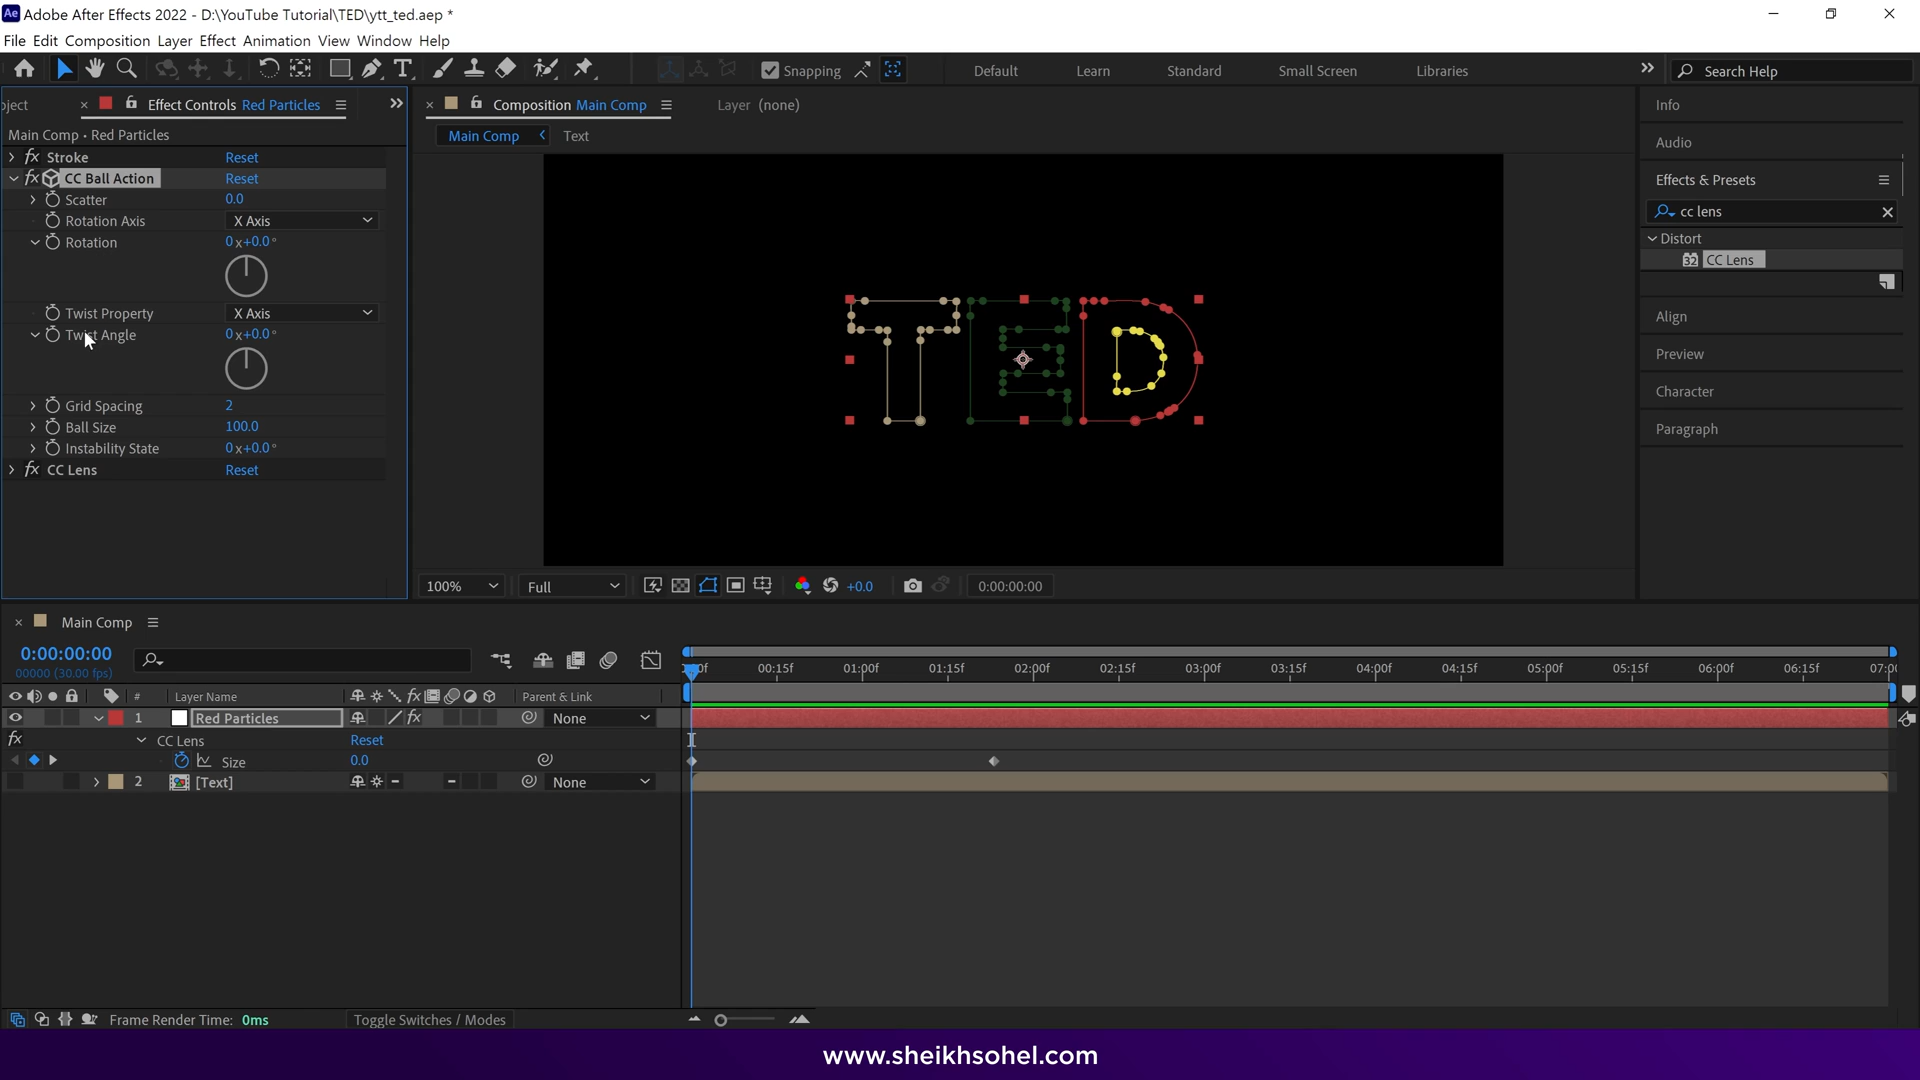 Adobe After Effects 2022 - D:\YouTube Tutorial\TED\ytt_ted.aep *
File Edit Composition Layer Effect Animation View Window Help
Snapping
Default Learn Standard Small Screen Libraries
Search Help
oject
Effect Controls Red Particles
Composition Main Comp
Layer (none)
Main Comp • Red Particles
Main Comp
Text
Stroke Reset
CC Ball Action Reset
Scatter 0.0
Rotation Axis X Axis
Rotation 0x+0.0°
Twist Property X Axis
Twist Angle 0x+0.0°
Grid Spacing 2
Ball Size 100.0
Instability State 0x+0.0°
CC Lens Reset
100% Full +0.0 0:00:00:00
Info
Audio
Effects & Presets
cc lens
Distort
32 CC Lens
Align
Preview
Character
Paragraph
Main Comp
0:00:00:00
00000 (30.00 fps)
00:15f 01:00f 01:15f 02:00f 02:15f 03:00f 03:15f 04:00f 04:15f 05:00f 05:15f 06:00f 06:15f
# Layer Name Parent & Link
1 Red Particles None
CC Lens Reset
Size 0.0
2 [Text] None
Frame Render Time: 0ms
Toggle Switches / Modes
www.sheikhsohel.com